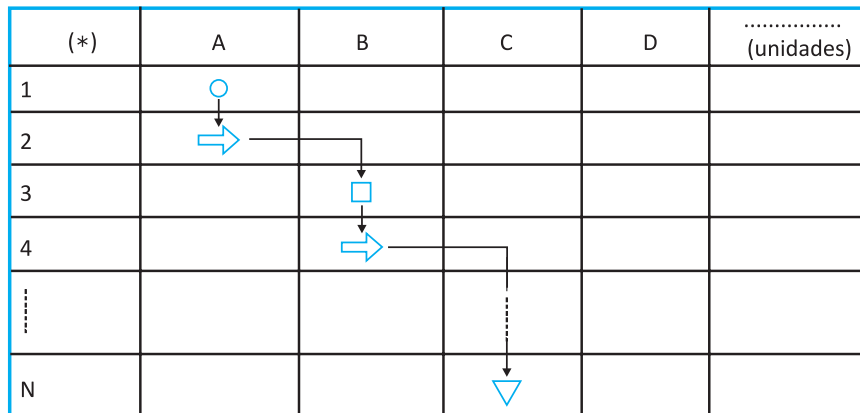 (*) A B C D .................
(unidades)
1
2
3
4
N